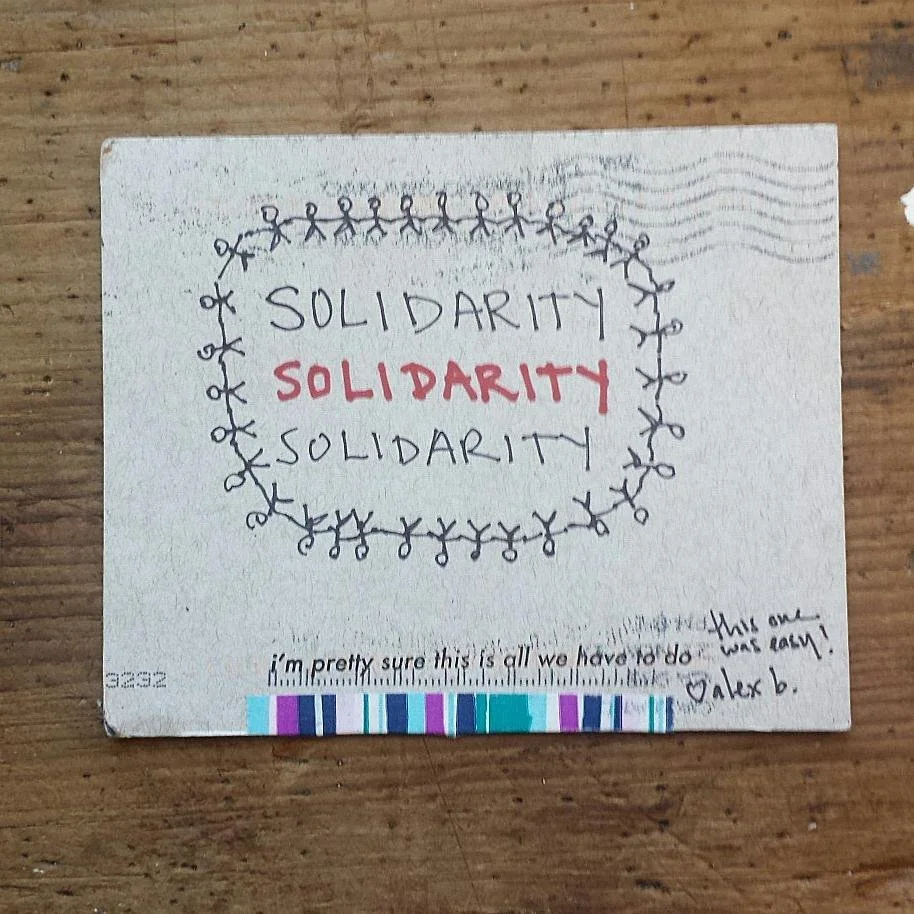 SOLIDARITY
SOLIDARITY
SOLIDARITY
this one
was easy!
i'm pretty sure this is all we have to do
♡ alex b.
3232